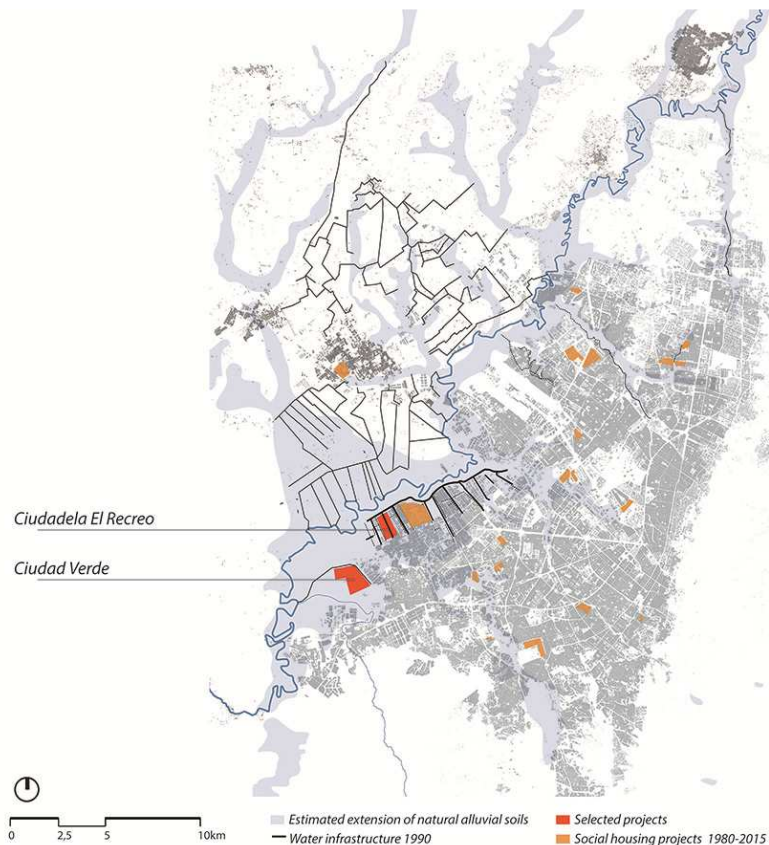 Ciudadela El Recreo
Ciudad Verde
0 2,5 5 10km
Estimated extension of natural alluvial soils
Water infrastructure 1990
Selected projects
Social housing projects 1980-2015